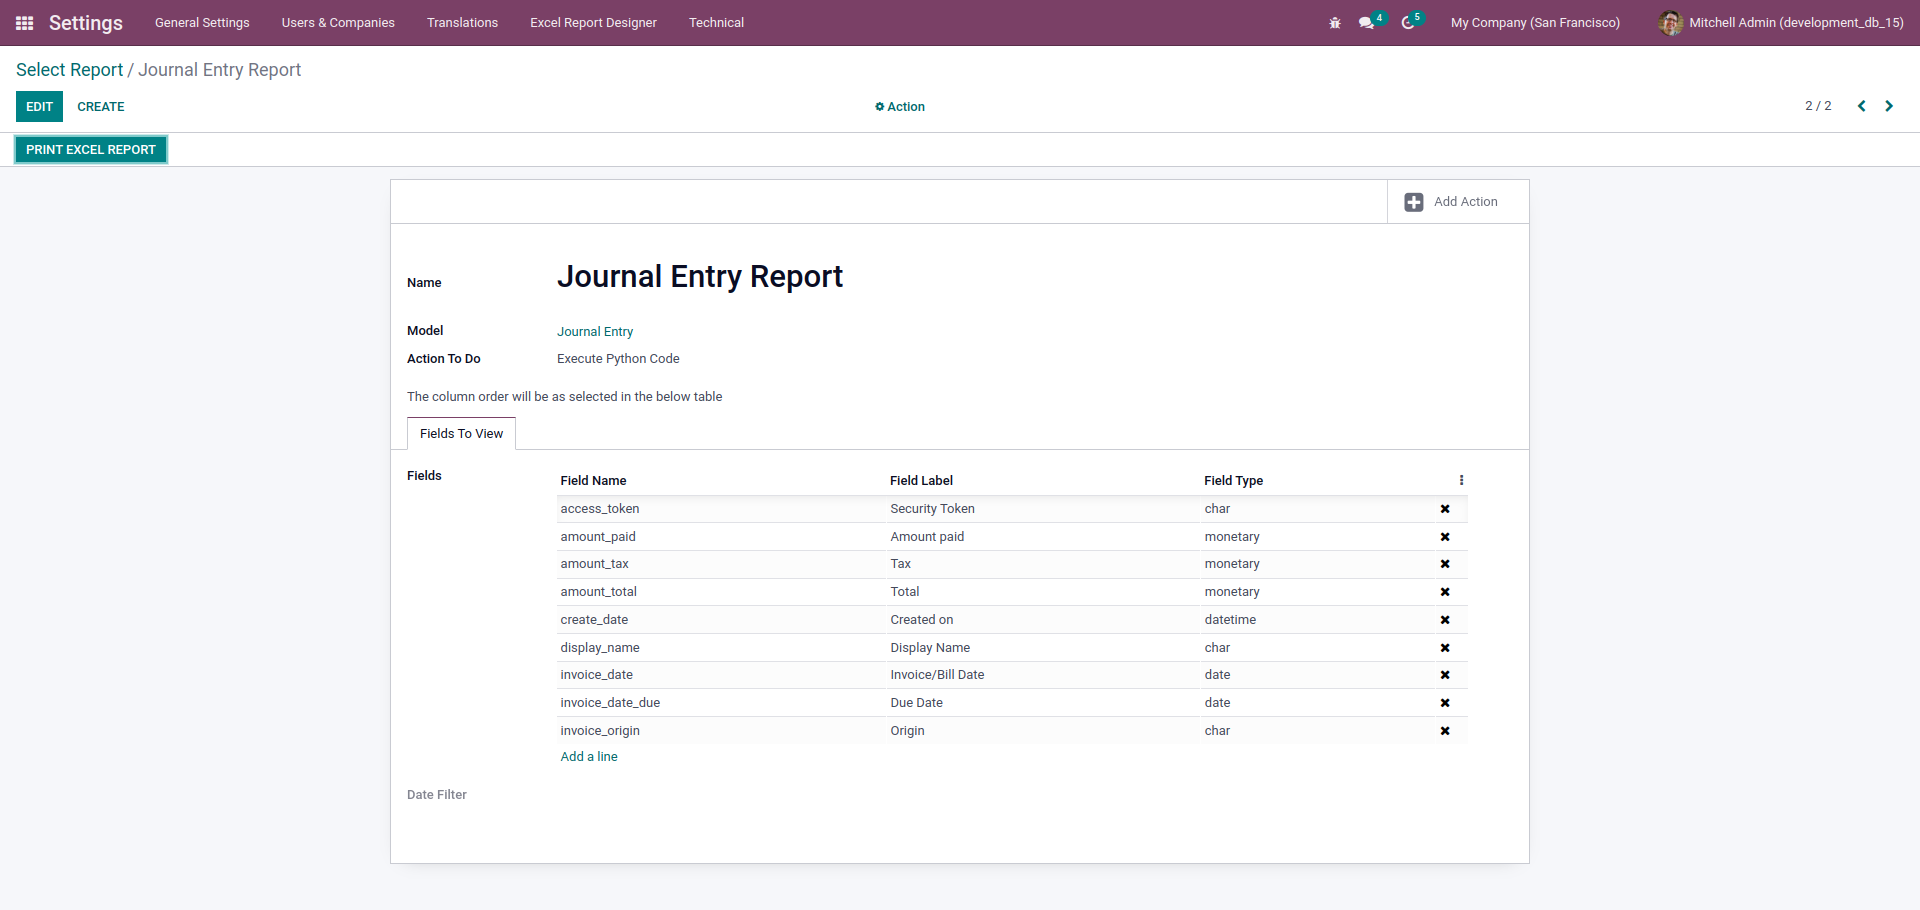 Settings General Settings Users & Companies Translations Excel Report Designer Technical 4 5 My Company (San Francisco) Mitchell Admin (development_db_15)
Select Report / Journal Entry Report
EDIT CREATE Action 2 / 2
PRINT EXCEL REPORT
Add Action
Name Journal Entry Report
Model Journal Entry
Action To Do Execute Python Code
The column order will be as selected in the below table
Fields To View
Fields
Field Name Field Label Field Type
access_token Security Token char
amount_paid Amount paid monetary
amount_tax Tax monetary
amount_total Total monetary
create_date Created on datetime
display_name Display Name char
invoice_date Invoice/Bill Date date
invoice_date_due Due Date date
invoice_origin Origin char
Add a line
Date Filter